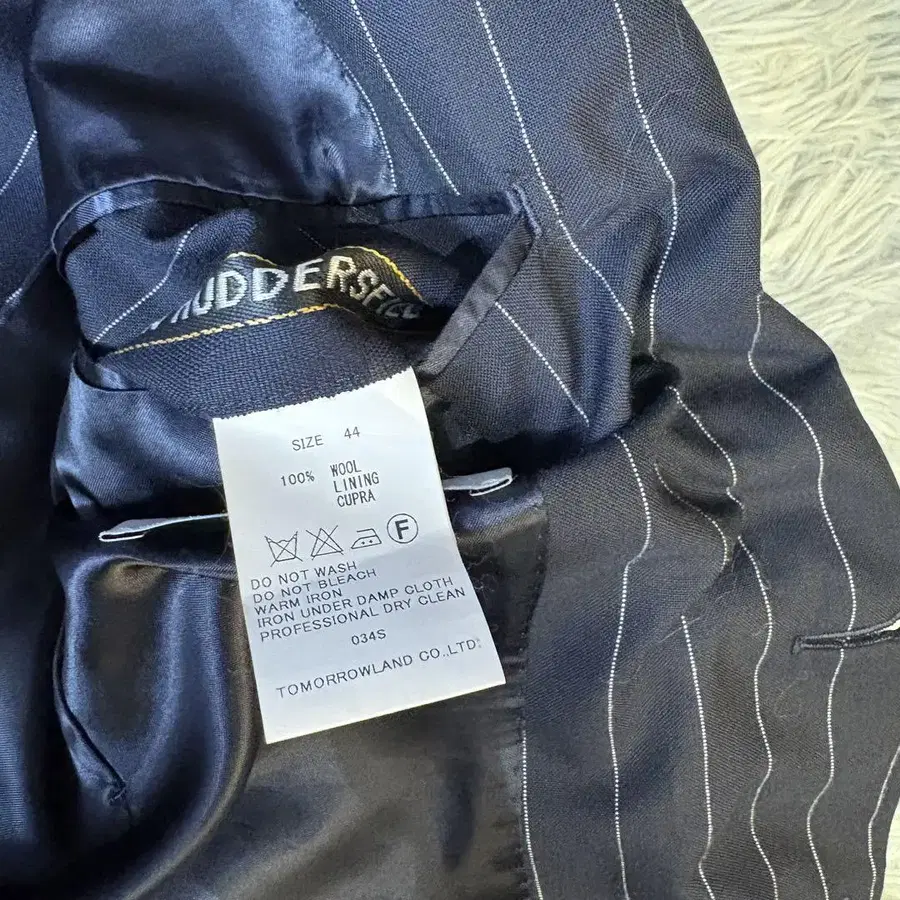 HUDDERSFIEL
SIZE 44
100% WOOL
LINING
CUPRA
F
DO NOT WASH
DO NOT BLEACH
WARM IRON
IRON UNDER DAMP CLOTH
PROFESSIONAL DRY CLEAN
034S
TOMORROWLAND CO.,LTD.